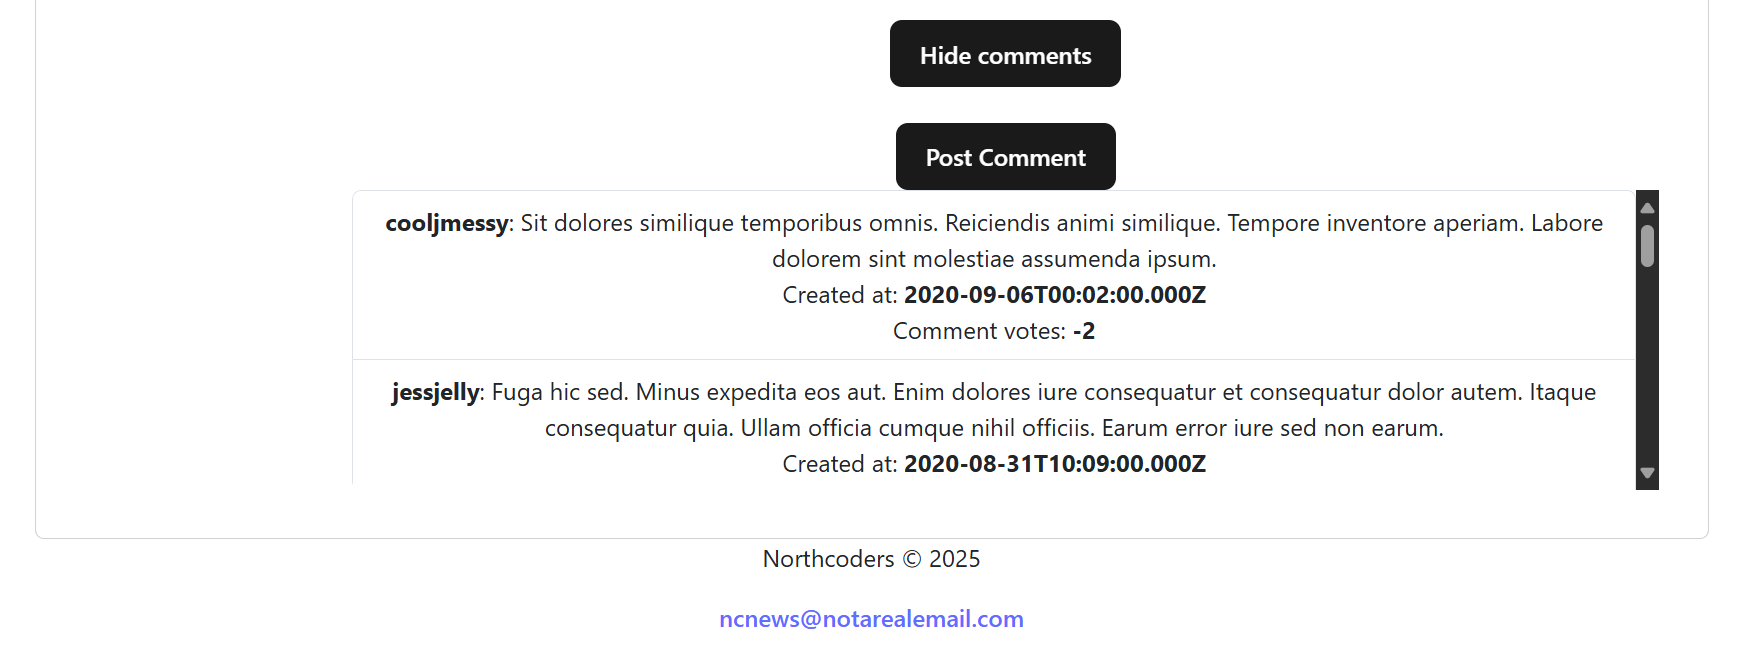 Hide comments
Post Comment
cooljmessy: Sit dolores similique temporibus omnis. Reiciendis animi similique. Tempore inventore aperiam. Labore
dolorem sint molestiae assumenda ipsum.
Created at: 2020-09-06T00:02:00.000Z
Comment votes: -2
jessjelly: Fuga hic sed. Minus expedita eos aut. Enim dolores iure consequatur et consequatur dolor autem. Itaque
consequatur quia. Ullam officia cumque nihil officiis. Earum error iure sed non earum.
Created at: 2020-08-31T10:09:00.000Z
Northcoders © 2025
ncnews@notarealemail.com